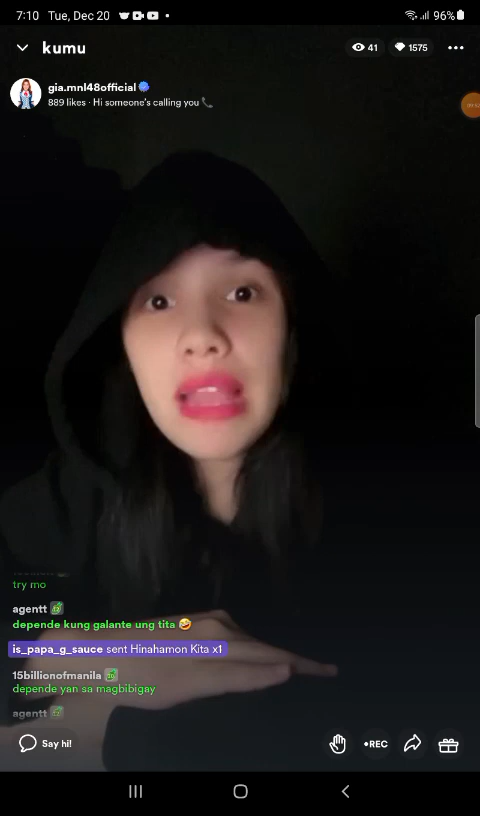 7:10 Tue, Dec 20 96%
kumu 41 1575
gia.mnl48official
889 likes · Hi someone's calling you
try mo
agentt
depende kung galante ung tita
is_papa_g_sauce sent Hinahamon Kita x1
15billionofmanila
depende yan sa magbibigay
agentt
Say hi! •REC